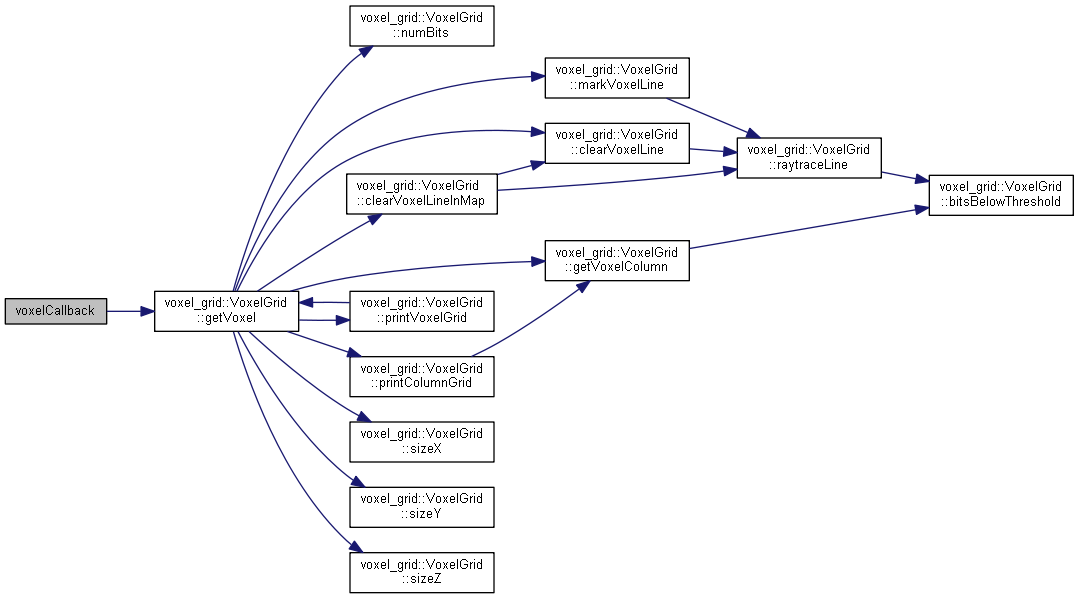 voxelCallback
voxel_grid::VoxelGrid
::getVoxel
voxel_grid::VoxelGrid
::numBits
voxel_grid::VoxelGrid
::markVoxelLine
voxel_grid::VoxelGrid
::clearVoxelLine
voxel_grid::VoxelGrid
::clearVoxelLineInMap
voxel_grid::VoxelGrid
::raytraceLine
voxel_grid::VoxelGrid
::bitsBelowThreshold
voxel_grid::VoxelGrid
::getVoxelColumn
voxel_grid::VoxelGrid
::printVoxelGrid
voxel_grid::VoxelGrid
::printColumnGrid
voxel_grid::VoxelGrid
::sizeX
voxel_grid::VoxelGrid
::sizeY
voxel_grid::VoxelGrid
::sizeZ